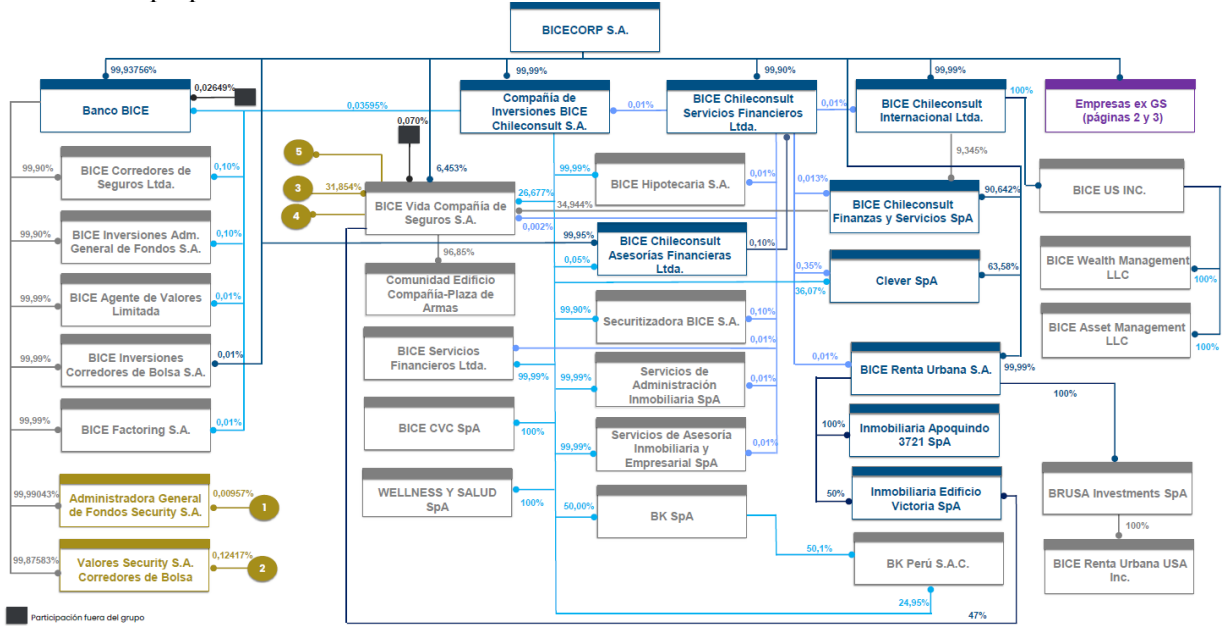 BICECORP S.A.
99,93756%
99,99%
99,90%
99,99%
100%
0,02649%
Banco BICE
0,03595%
Compañía de
Inversiones BICE
Chileconsult S.A.
0,01%
BICE Chileconsult
Servicios Financieros
Ltda.
0,01%
BICE Chileconsult
Internacional Ltda.
Empresas ex GS
(páginas 2 y 3)
0,070%
5
3
4
31,854%
6,453%
BICE Vida Compañía de
Seguros S.A.
26,677%
34,944%
0,002%
96,85%
Comunidad Edificio
Compañía-Plaza de
Armas
99,90%
BICE Corredores de
Seguros Ltda.
0,10%
99,90%
BICE Inversiones Adm.
General de Fondos S.A.
0,10%
99,99%
BICE Agente de Valores
Limitada
0,01%
99,99%
BICE Inversiones
Corredores de Bolsa S.A.
0,01%
99,99%
BICE Factoring S.A.
0,01%
99,99043%
Administradora General
de Fondos Security S.A.
0,00957%
1
99,87583%
Valores Security S.A.
Corredores de Bolsa
0,12417%
2
99,99%
BICE Hipotecaria S.A.
0,01%
99,95%
0,05%
BICE Chileconsult
Asesorías Financieras
Ltda.
0,10%
99,90%
Securitizadora BICE S.A.
0,10%
0,01%
BICE Servicios
Financieros Ltda.
99,99%
99,99%
Servicios de
Administración
Inmobiliaria SpA
0,01%
BICE CVC SpA
100%
99,99%
Servicios de Asesoría
Inmobiliaria y
Empresarial SpA
0,01%
WELLNESS Y SALUD
SpA
100%
50,00%
BK SpA
50,1%
BK Perú S.A.C.
24,95%
47%
9,345%
0,013%
BICE Chileconsult
Finanzas y Servicios SpA
90,642%
0,35%
36,07%
Clever SpA
63,58%
0,01%
BICE Renta Urbana S.A.
99,99%
100%
100%
Inmobiliaria Apoquindo
3721 SpA
50%
Inmobiliaria Edificio
Victoria SpA
BICE US INC.
BICE Wealth Management
LLC
100%
BICE Asset Management
LLC
100%
BRUSA Investments SpA
100%
BICE Renta Urbana USA
Inc.
Participación fuera del grupo